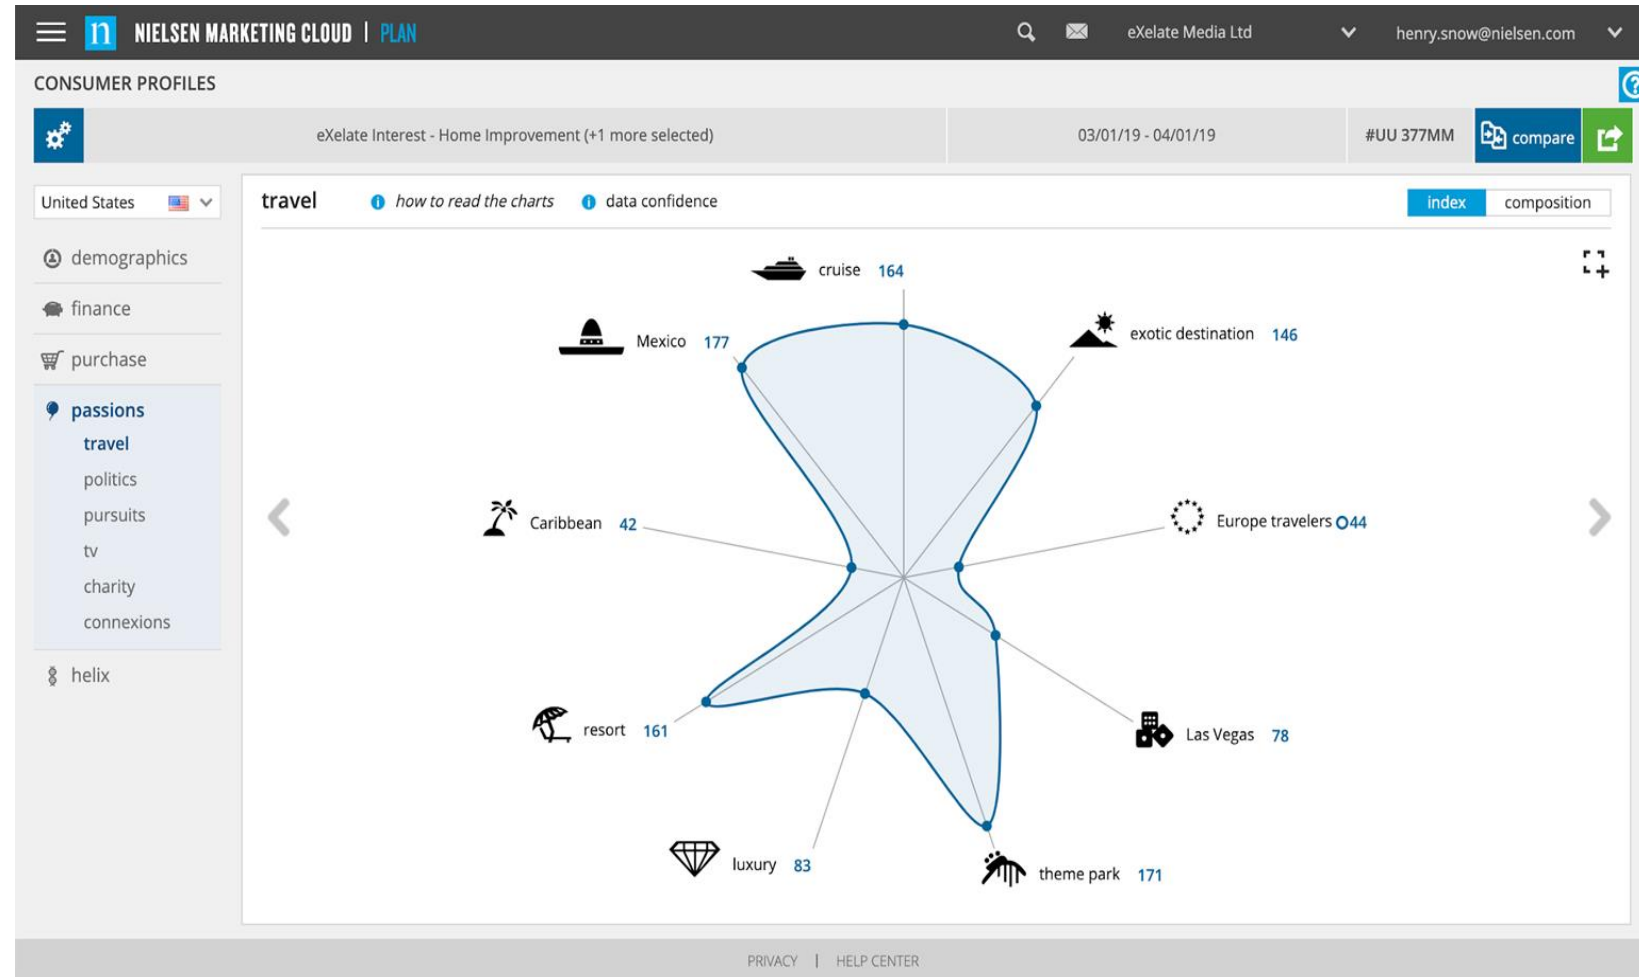 n NIELSEN MARKETING CLOUD | PLAN
eXelate Media Ltd
henry.snow@nielsen.com
CONSUMER PROFILES
?
eXelate Interest - Home Improvement (+1 more selected)
03/01/19 - 04/01/19
#UU 377MM
compare
United States
demographics
finance
purchase
passions
travel
politics
pursuits
tv
charity
connexions
helix
travel
i how to read the charts
i data confidence
index
composition
cruise 164
exotic destination 146
Mexico 177
Caribbean 42
Europe travelers 44
resort 161
Las Vegas 78
luxury 83
theme park 171
PRIVACY | HELP CENTER